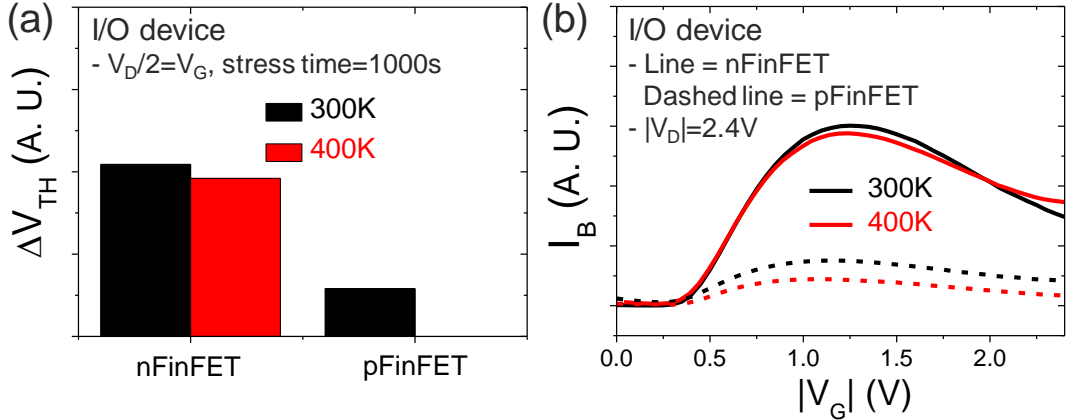 (a)
I/O device
- V_D/2=V_G, stress time=1000s
300K
400K
ΔV_TH (A. U.)
nFinFET
pFinFET
(b)
I/O device
- Line = nFinFET
Dashed line = pFinFET
- |V_D|=2.4V
300K
400K
I_B (A. U.)
0.0 0.5 1.0 1.5 2.0
|V_G| (V)